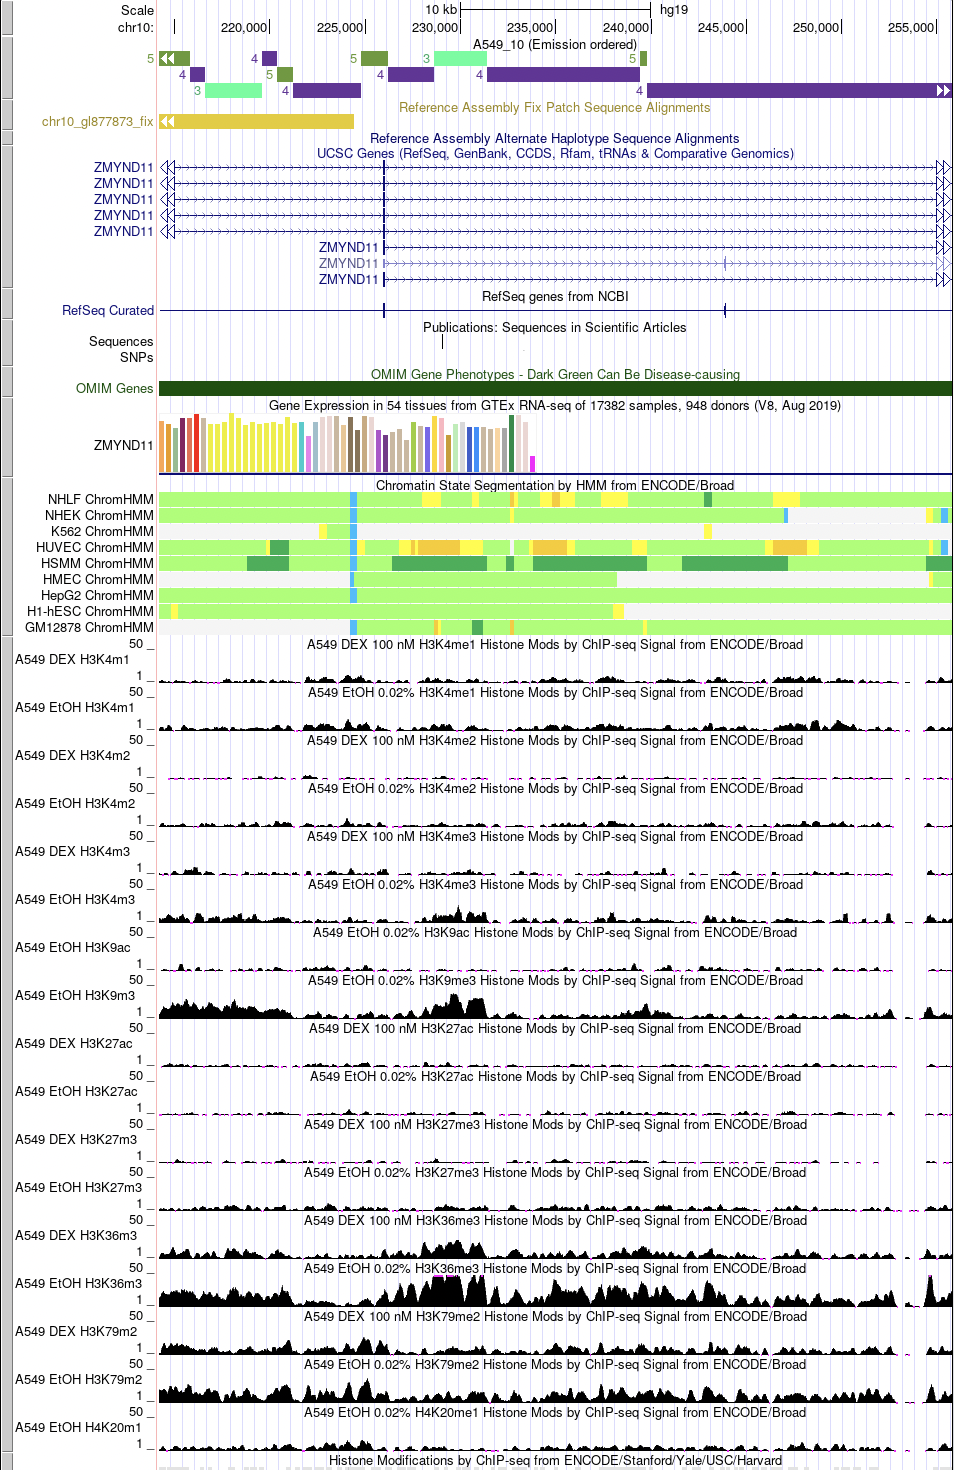 Scale 10 kb hg19
chr10: 220,000 225,000 230,000 235,000 240,000 245,000 250,000 255,000
A549_10 (Emission ordered)
5 4 3 4 5 4 5 4 3 4 5 4
Reference Assembly Fix Patch Sequence Alignments
chr10_gl877873_fix
Reference Assembly Alternate Haplotype Sequence Alignments
UCSC Genes (RefSeq, GenBank, CCDS, Rfam, tRNAs & Comparative Genomics)
ZMYND11
ZMYND11
ZMYND11
ZMYND11
ZMYND11
ZMYND11
ZMYND11
ZMYND11
RefSeq genes from NCBI
RefSeq Curated
Publications: Sequences in Scientific Articles
Sequences
SNPs
OMIM Gene Phenotypes - Dark Green Can Be Disease-causing
OMIM Genes
Gene Expression in 54 tissues from GTEx RNA-seq of 17382 samples, 948 donors (V8, Aug 2019)
ZMYND11
Chromatin State Segmentation by HMM from ENCODE/Broad
NHLF ChromHMM
NHEK ChromHMM
K562 ChromHMM
HUVEC ChromHMM
HSMM ChromHMM
HMEC ChromHMM
HepG2 ChromHMM
H1-hESC ChromHMM
GM12878 ChromHMM
A549 DEX 100 nM H3K4me1 Histone Mods by ChIP-seq Signal from ENCODE/Broad
50 _
A549 DEX H3K4m1
1 _
A549 EtOH 0.02% H3K4me1 Histone Mods by ChIP-seq Signal from ENCODE/Broad
50 _
A549 EtOH H3K4m1
1 _
A549 DEX 100 nM H3K4me2 Histone Mods by ChIP-seq Signal from ENCODE/Broad
50 _
A549 DEX H3K4m2
1 _
A549 EtOH 0.02% H3K4me2 Histone Mods by ChIP-seq Signal from ENCODE/Broad
50 _
A549 EtOH H3K4m2
1 _
A549 DEX 100 nM H3K4me3 Histone Mods by ChIP-seq Signal from ENCODE/Broad
50 _
A549 DEX H3K4m3
1 _
A549 EtOH 0.02% H3K4me3 Histone Mods by ChIP-seq Signal from ENCODE/Broad
50 _
A549 EtOH H3K4m3
1 _
A549 EtOH 0.02% H3K9ac Histone Mods by ChIP-seq Signal from ENCODE/Broad
50 _
A549 EtOH H3K9ac
1 _
A549 EtOH 0.02% H3K9me3 Histone Mods by ChIP-seq Signal from ENCODE/Broad
50 _
A549 EtOH H3K9m3
1 _
A549 DEX 100 nM H3K27ac Histone Mods by ChIP-seq Signal from ENCODE/Broad
50 _
A549 DEX H3K27ac
1 _
A549 EtOH 0.02% H3K27ac Histone Mods by ChIP-seq Signal from ENCODE/Broad
50 _
A549 EtOH H3K27ac
1 _
A549 DEX 100 nM H3K27me3 Histone Mods by ChIP-seq Signal from ENCODE/Broad
50 _
A549 DEX H3K27m3
1 _
A549 EtOH 0.02% H3K27me3 Histone Mods by ChIP-seq Signal from ENCODE/Broad
50 _
A549 EtOH H3K27m3
1 _
A549 DEX 100 nM H3K36me3 Histone Mods by ChIP-seq Signal from ENCODE/Broad
50 _
A549 DEX H3K36m3
1 _
A549 EtOH 0.02% H3K36me3 Histone Mods by ChIP-seq Signal from ENCODE/Broad
50 _
A549 EtOH H3K36m3
1 _
A549 DEX 100 nM H3K79me2 Histone Mods by ChIP-seq Signal from ENCODE/Broad
50 _
A549 DEX H3K79m2
1 _
A549 EtOH 0.02% H3K79me2 Histone Mods by ChIP-seq Signal from ENCODE/Broad
50 _
A549 EtOH H3K79m2
1 _
A549 EtOH 0.02% H4K20me1 Histone Mods by ChIP-seq Signal from ENCODE/Broad
50 _
A549 EtOH H4K20m1
1 _
Histone Modifications by ChIP-seq from ENCODE/Stanford/Yale/USC/Harvard